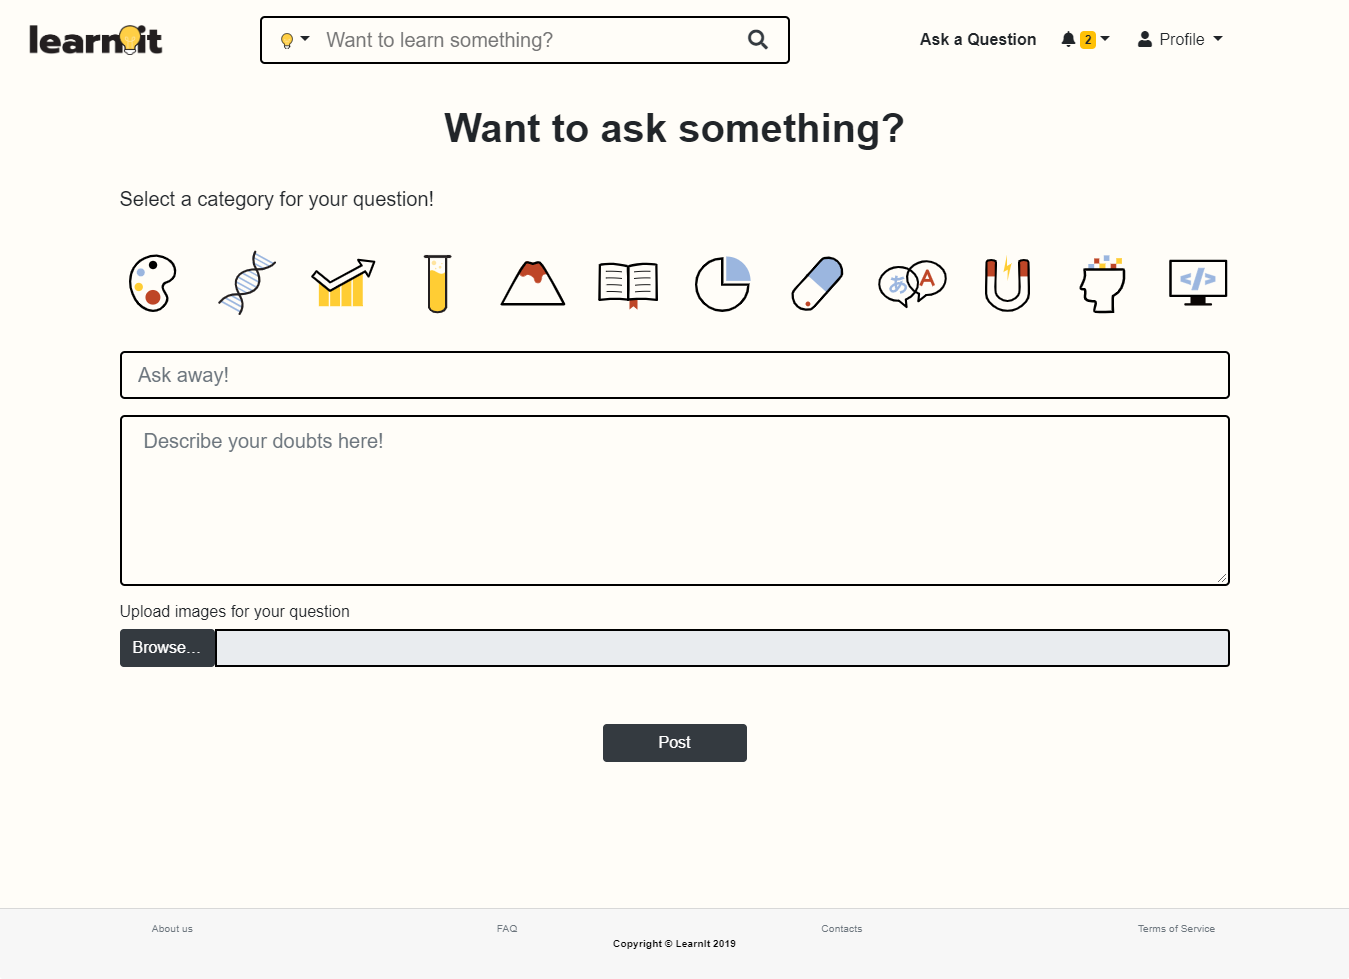 learnit
Want to learn something?
Ask a Question
2
Profile
Want to ask something?
Select a category for your question!
あ A
</>
Ask away!
Describe your doubts here!
Upload images for your question
Browse...
Post
About us
FAQ
Contacts
Terms of Service
Copyright © LearnIt 2019